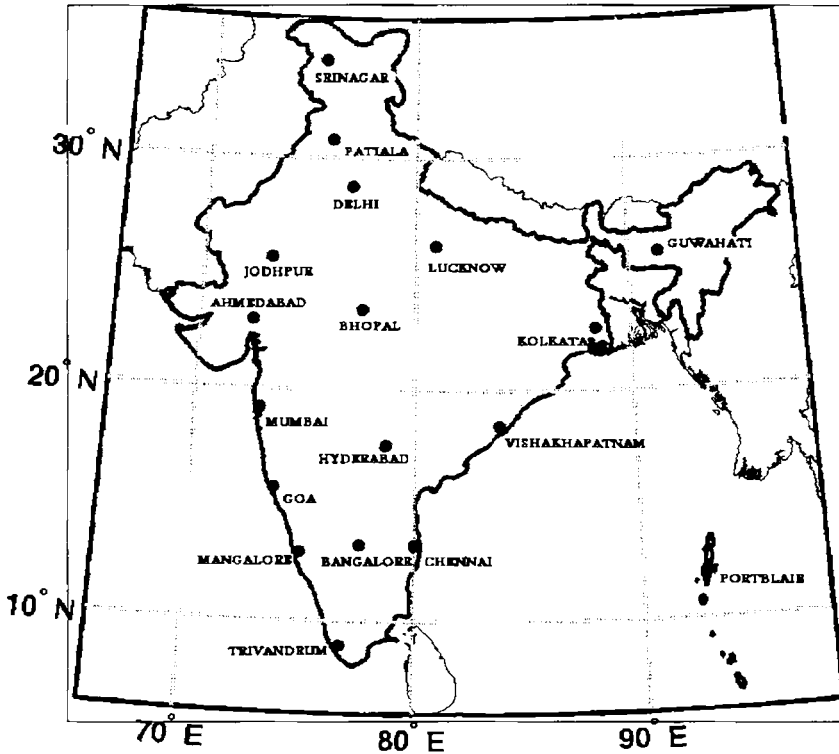 SRINAGAR
30°N
PATIALA
DELHI
GUWAHATI
JODHPUR
LUCKNOW
AHMEDABAD
BHOPAL
KOLKATA
20°N
MUMBAI
VISHAKHAPATNAM
HYDERABAD
GOA
MANGALORE
BANGALORE
CHENNAI
PORTBLAIR
10°N
TRIVANDRUM
70°E
80°E
90°E